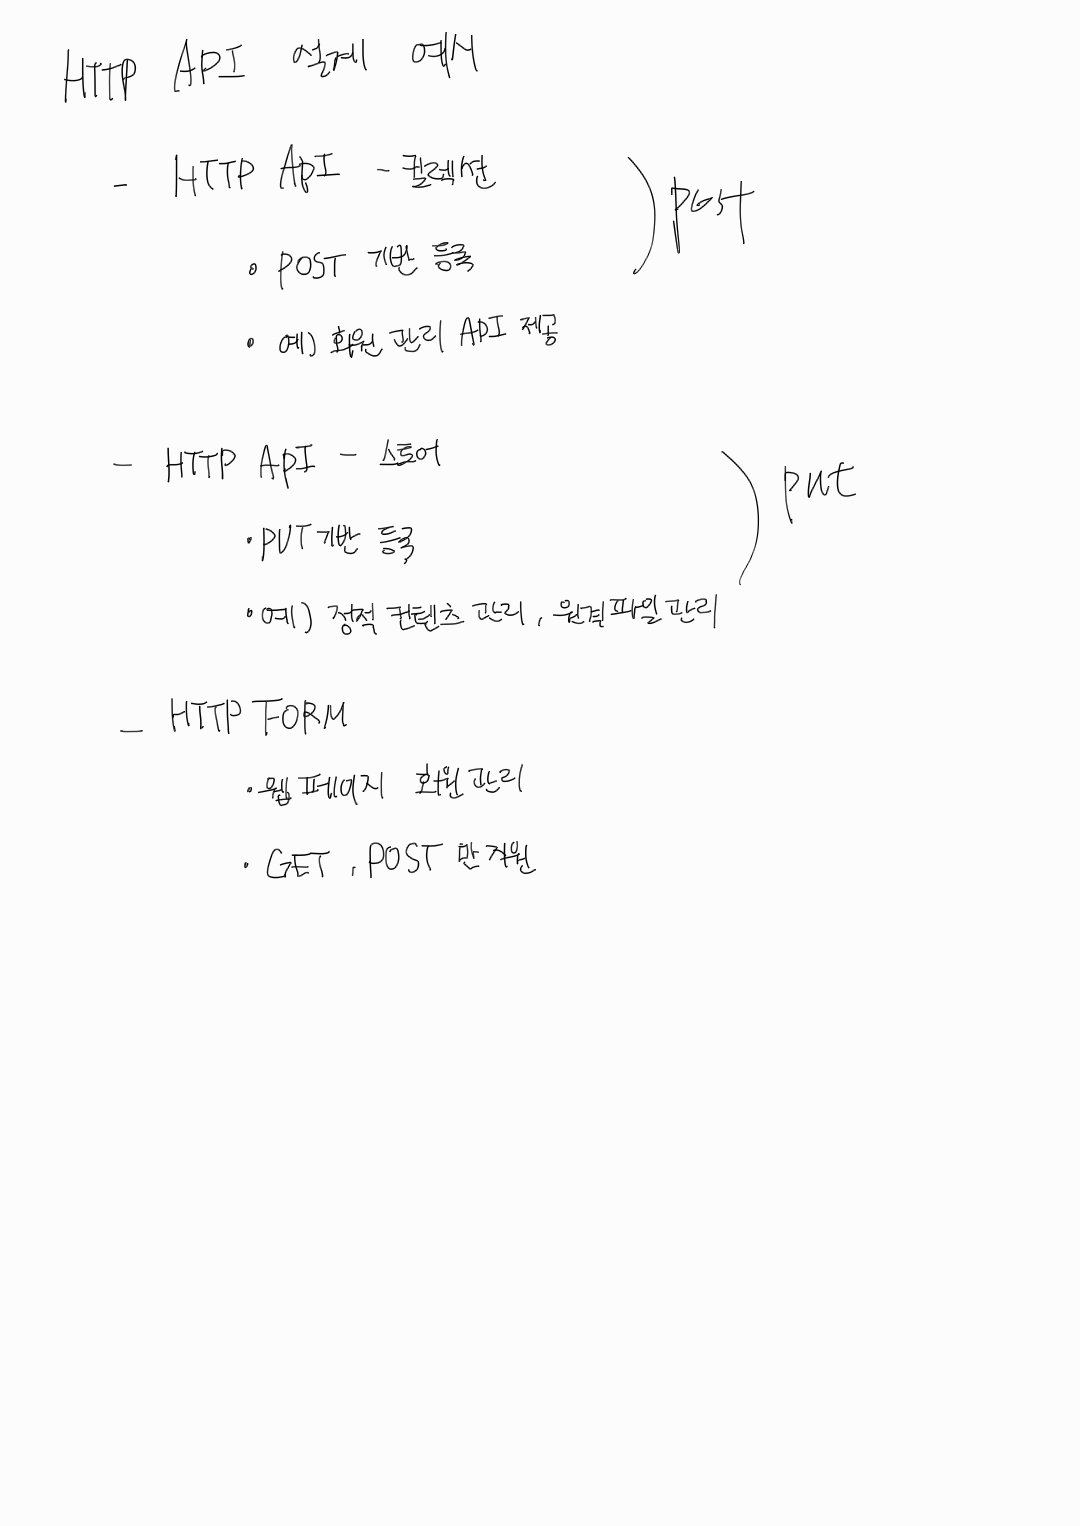 HTTP API 설계 예시
- HTTP API - 컬렉션
• POST 기반 등록
• 예) 회원 관리 API 제공
) post
- HTTP API - 스토어
• PUT 기반 등록
• 예) 정적 컨텐츠 관리, 원격 파일 관리
) put
- HTTP FORM
• 웹 페이지 회원 관리
• GET, POST 만 지원